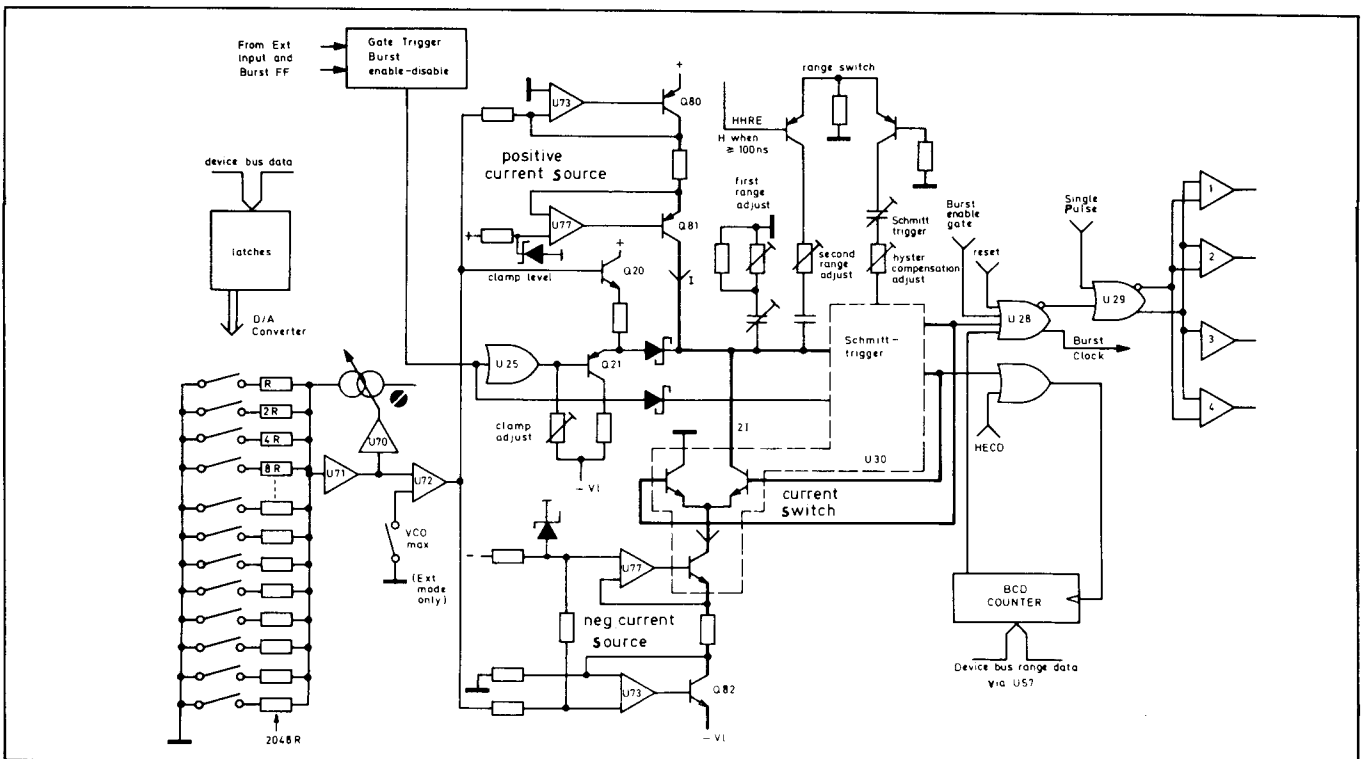 From Ext
Input and
Burst FF
Gate Trigger
Burst
enable-disable
+
U73
Q80
range switch
HHRE
H when
≥ 100ns
positive
current source
device bus data
latches
D/A
Converter
+
U77
Q81
clamp level
+
Q20
I
first
range
adjust
Schmitt
trigger
second
range
adjust
hyster
compensation
adjust
Burst
enable
gate
reset
Single
Pulse
U28
U29
1
2
3
4
Burst
Clock
Schmitt-
trigger
U25
Q21
R
2R
4R
8R
U70
U71
U72
clamp
adjust
-VI
2I
U30
HECO
current
switch
VCO
max
(Ext
mode
only)
-
U77
neg current
source
BCD
COUNTER
U73
Q82
Device bus range data
via U57
-VI
2048R